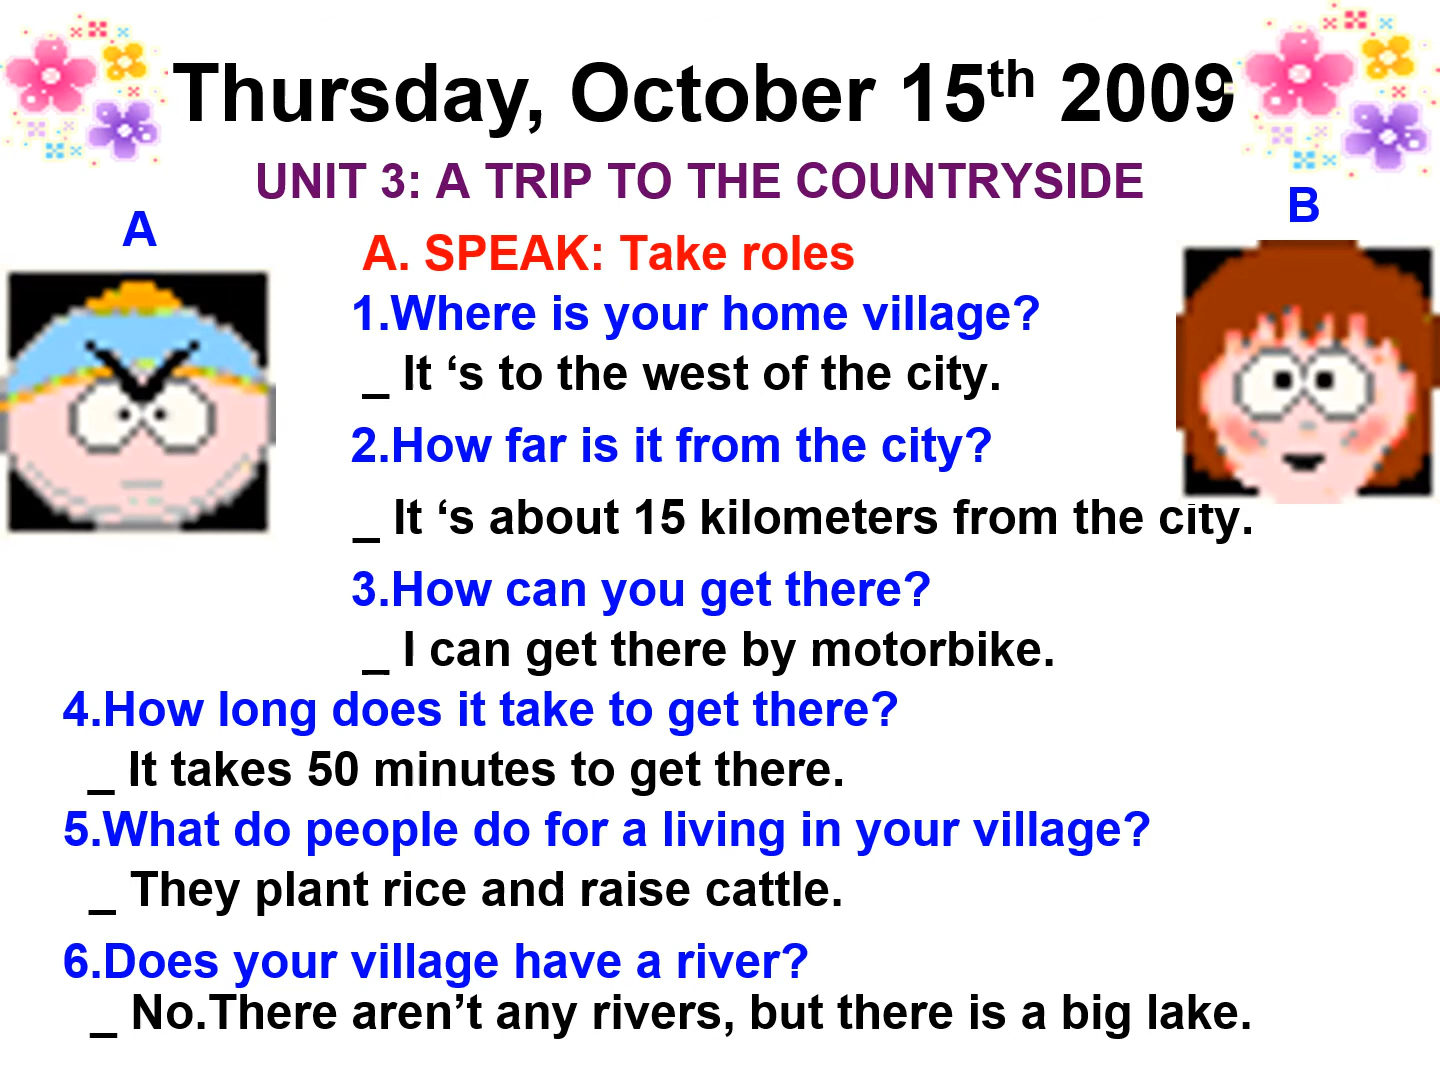 Thursday, October 15th 2009
UNIT 3: A TRIP TO THE COUNTRYSIDE
A
B
A. SPEAK: Take roles
1.Where is your home village?
_ It ‘s to the west of the city.
2.How far is it from the city?
_ It ‘s about 15 kilometers from the city.
3.How can you get there?
_ I can get there by motorbike.
4.How long does it take to get there?
_ It takes 50 minutes to get there.
5.What do people do for a living in your village?
_ They plant rice and raise cattle.
6.Does your village have a river?
_ No.There aren’t any rivers, but there is a big lake.